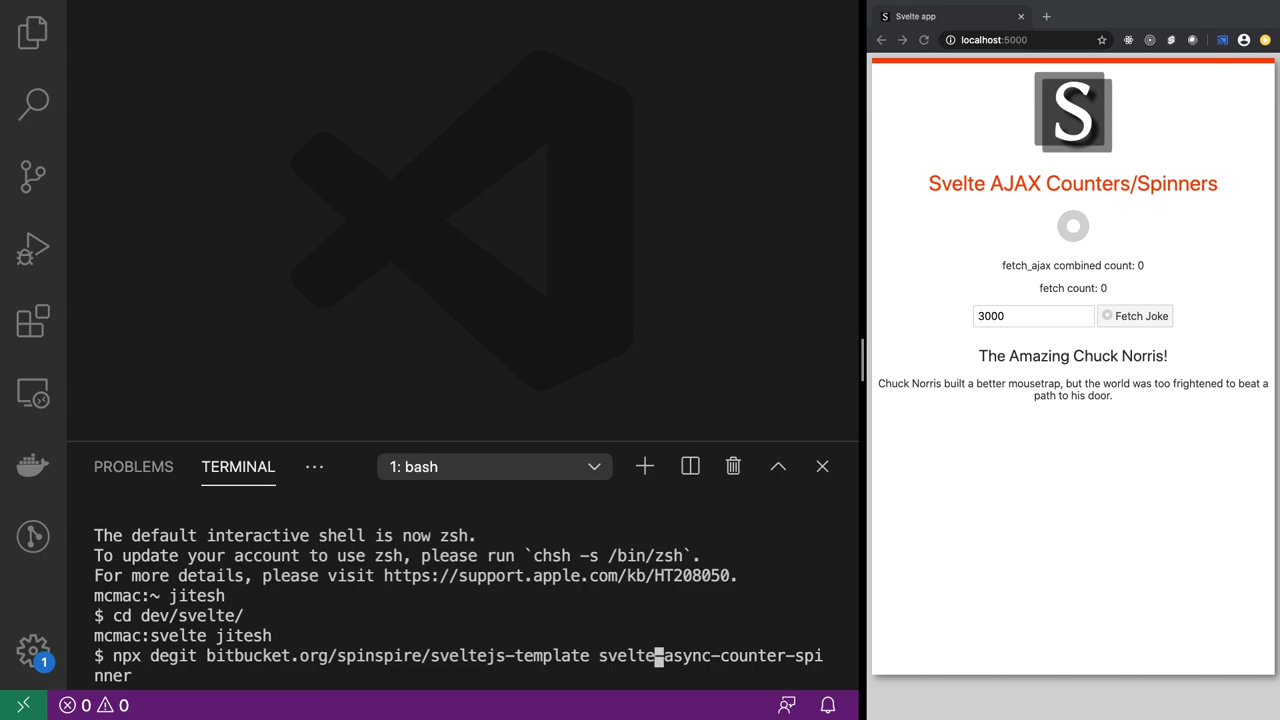 PROBLEMS
TERMINAL
···
1: bash
The default interactive shell is now zsh.
To update your account to use zsh, please run `chsh -s /bin/zsh`.
For more details, please visit https://support.apple.com/kb/HT208050.
mcmac:~ jitesh
$ cd dev/svelte/
mcmac:svelte jitesh
$ npx degit bitbucket.org/spinspire/sveltejs-template svelte-async-counter-spi
nner
1
0
0
S
Svelte app
localhost:5000
S
Svelte AJAX Counters/Spinners
fetch_ajax combined count: 0
fetch count: 0
3000
Fetch Joke
The Amazing Chuck Norris!
Chuck Norris built a better mousetrap, but the world was too frightened to beat a
path to his door.